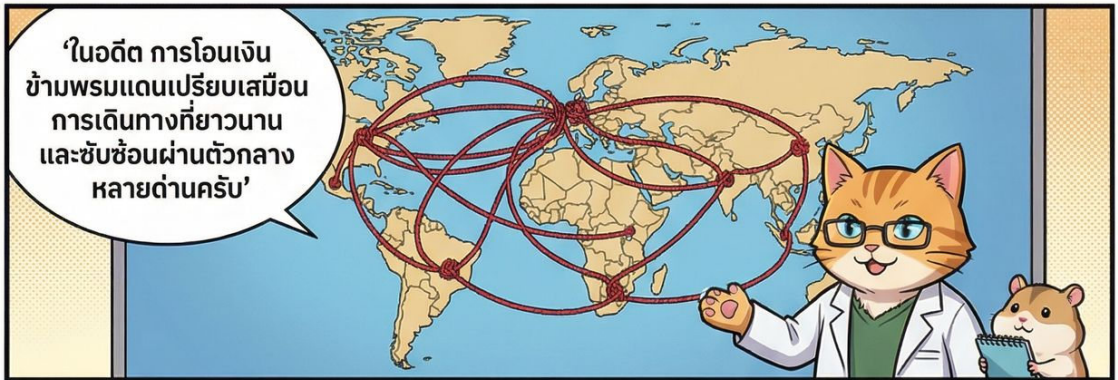 ‘ในอดีต การโอนเงิน
ข้ามพรมแดนเปรียบเสมือน
การเดินทางที่ยาวนาน
และซับซ้อนผ่านตัวกลาง
หลายด่านครับ’